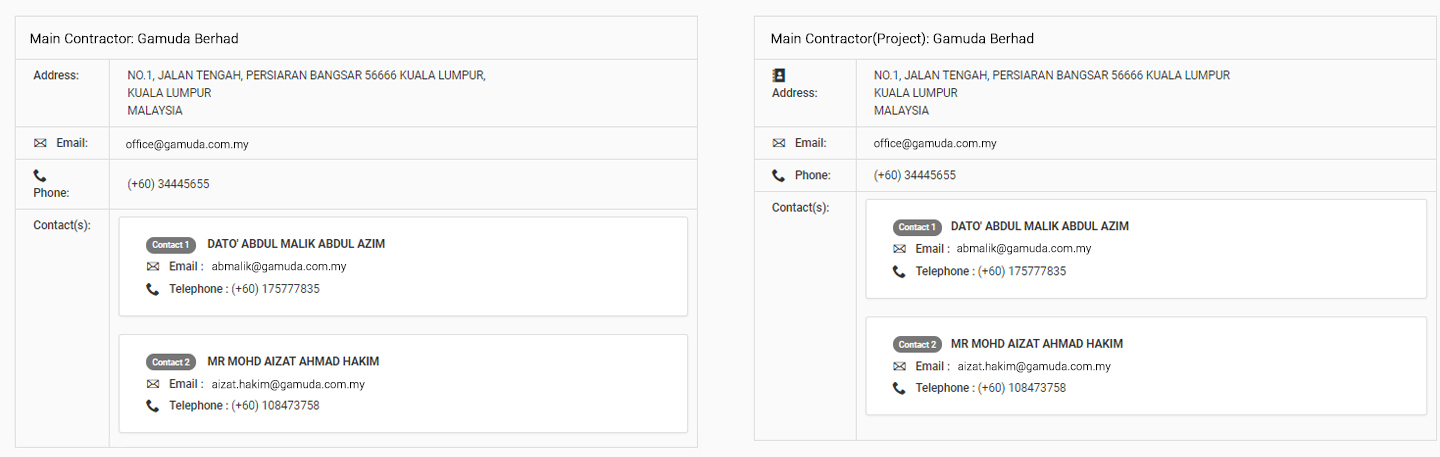 Main Contractor: Gamuda Berhad
Address:
NO.1, JALAN TENGAH, PERSIARAN BANGSAR 56666 KUALA LUMPUR,
KUALA LUMPUR
MALAYSIA
Email: office@gamuda.com.my
Phone: (+60) 34445655
Contact(s):
Contact 1 DATO' ABDUL MALIK ABDUL AZIM
Email : abmalik@gamuda.com.my
Telephone : (+60) 175777835
Contact 2 MR MOHD AIZAT AHMAD HAKIM
Email : aizat.hakim@gamuda.com.my
Telephone : (+60) 108473758
Main Contractor(Project): Gamuda Berhad
Address:
NO.1, JALAN TENGAH, PERSIARAN BANGSAR 56666 KUALA LUMPUR
KUALA LUMPUR
MALAYSIA
Email: office@gamuda.com.my
Phone: (+60) 34445655
Contact(s):
Contact 1 DATO' ABDUL MALIK ABDUL AZIM
Email : abmalik@gamuda.com.my
Telephone : (+60) 175777835
Contact 2 MR MOHD AIZAT AHMAD HAKIM
Email : aizat.hakim@gamuda.com.my
Telephone : (+60) 108473758